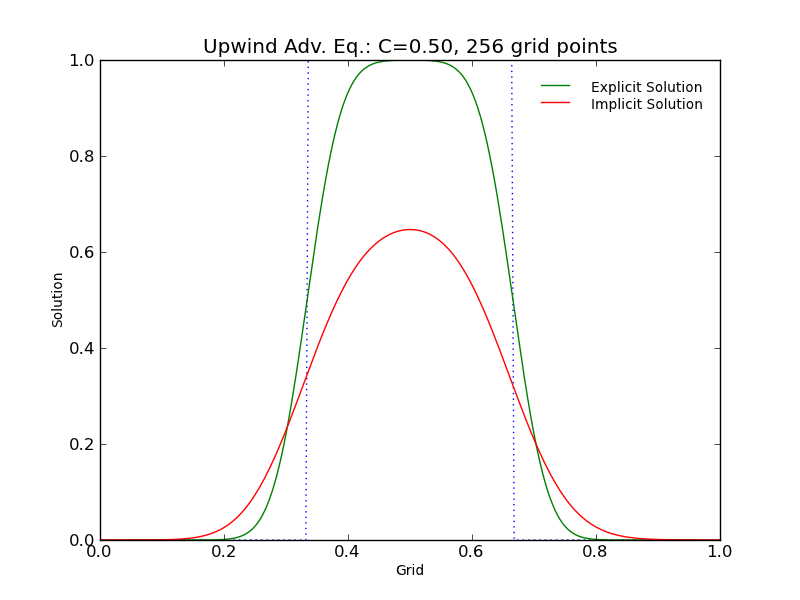 Upwind Adv. Eq.: C=0.50, 256 grid points
1.0
Explicit Solution
Implicit Solution
0.8
0.6
Solution
0.4
0.2
0.0
0.0 0.2 0.4 0.6 0.8 1.0
Grid